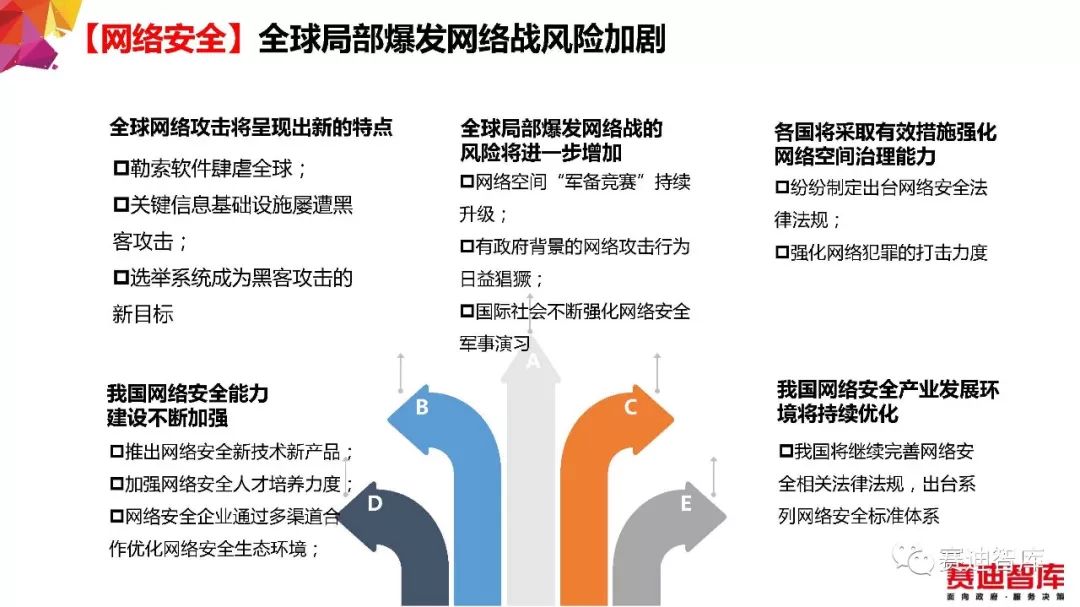 【网络安全】全球局部爆发网络战风险加剧
全球网络攻击将呈现出新的特点
勒索软件肆虐全球；
关键信息基础设施屡遭黑
客攻击；
选举系统成为黑客攻击的
新目标
全球局部爆发网络战的
风险将进一步增加
网络空间“军备竞赛”持续
升级；
有政府背景的网络攻击行为
日益猖獗；
国际社会不断强化网络安全
军事演习
各国将采取有效措施强化
网络空间治理能力
纷纷制定出台网络安全法
律法规；
强化网络犯罪的打击力度
我国网络安全能力
建设不断加强
推出网络安全新技术新产品；
加强网络安全人才培养力度；
网络安全企业通过多渠道合
作优化网络安全生态环境；
A
B
C
D
E
我国网络安全产业发展环
境将持续优化
我国将继续完善网络安
全相关法律法规，出台系
列网络安全标准体系
赛迪智库
赛迪智库
面向政府·服务决策